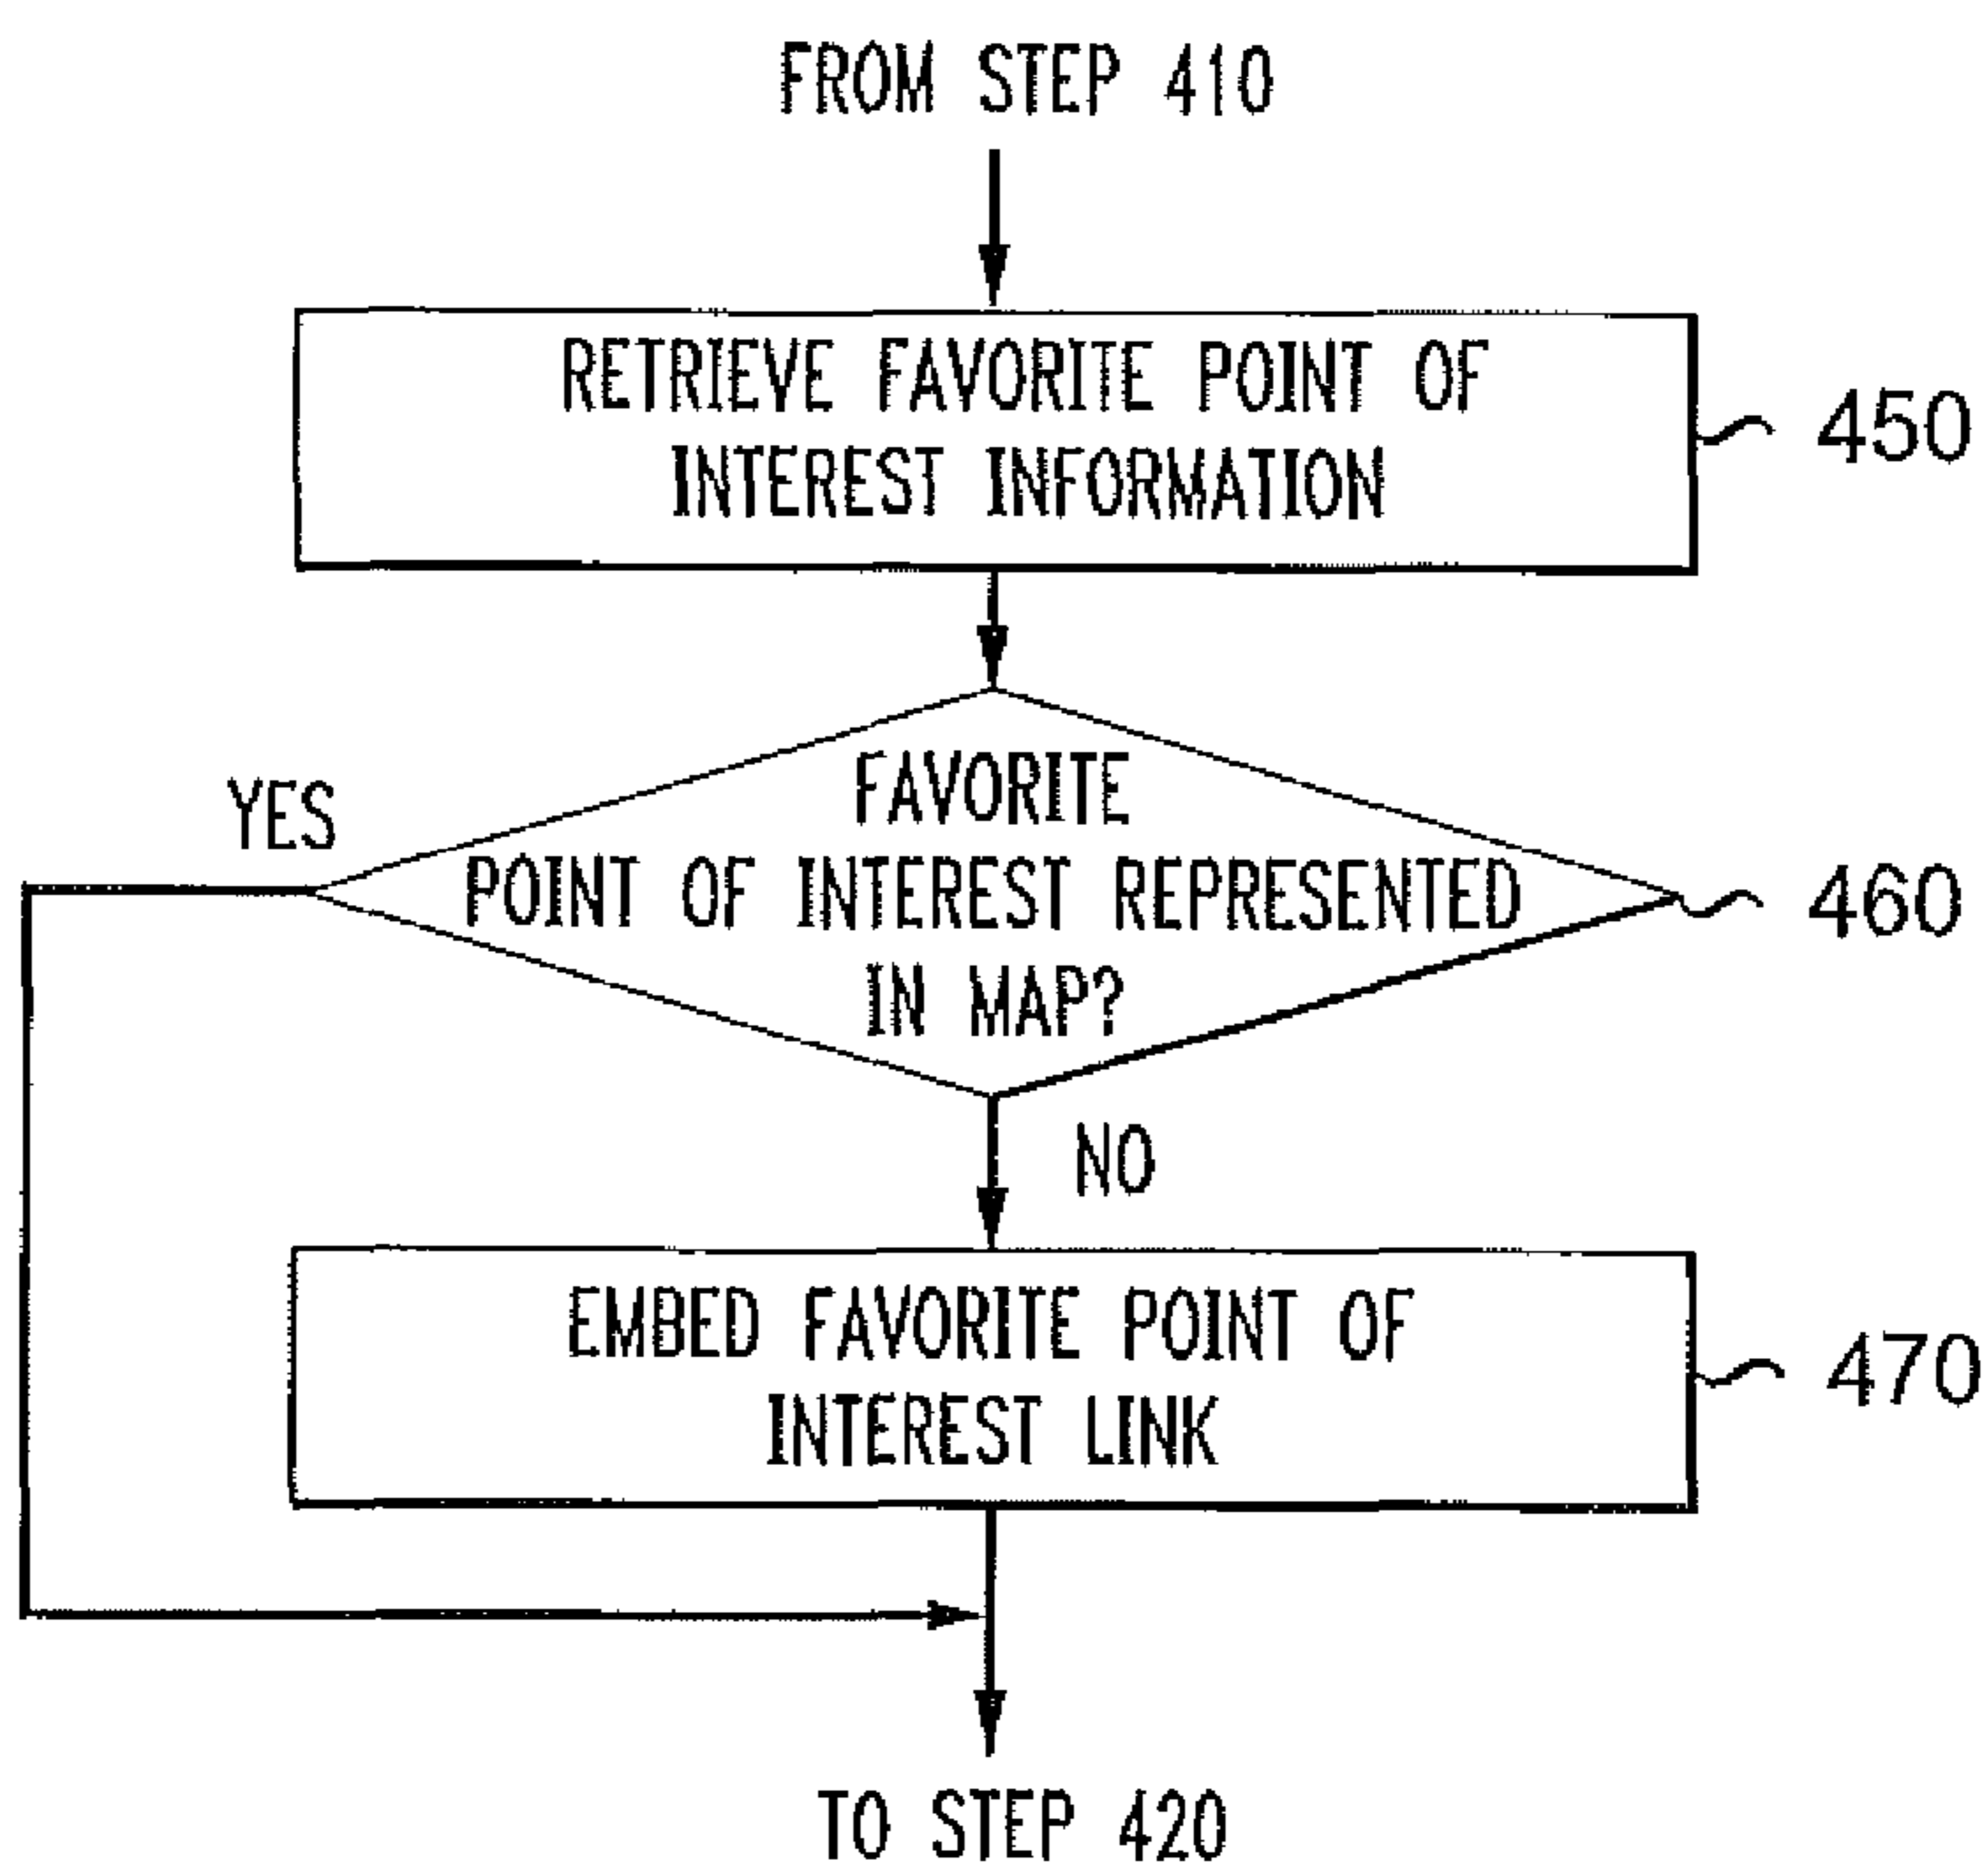 FROM STEP 410
RETRIEVE FAVORITE POINT OF
INTEREST INFORMATION
450
YES
FAVORITE
POINT OF INTEREST REPRESENTED
IN MAP?
460
NO
EMBED FAVORITE POINT OF
INTEREST LINK
470
TO STEP 420